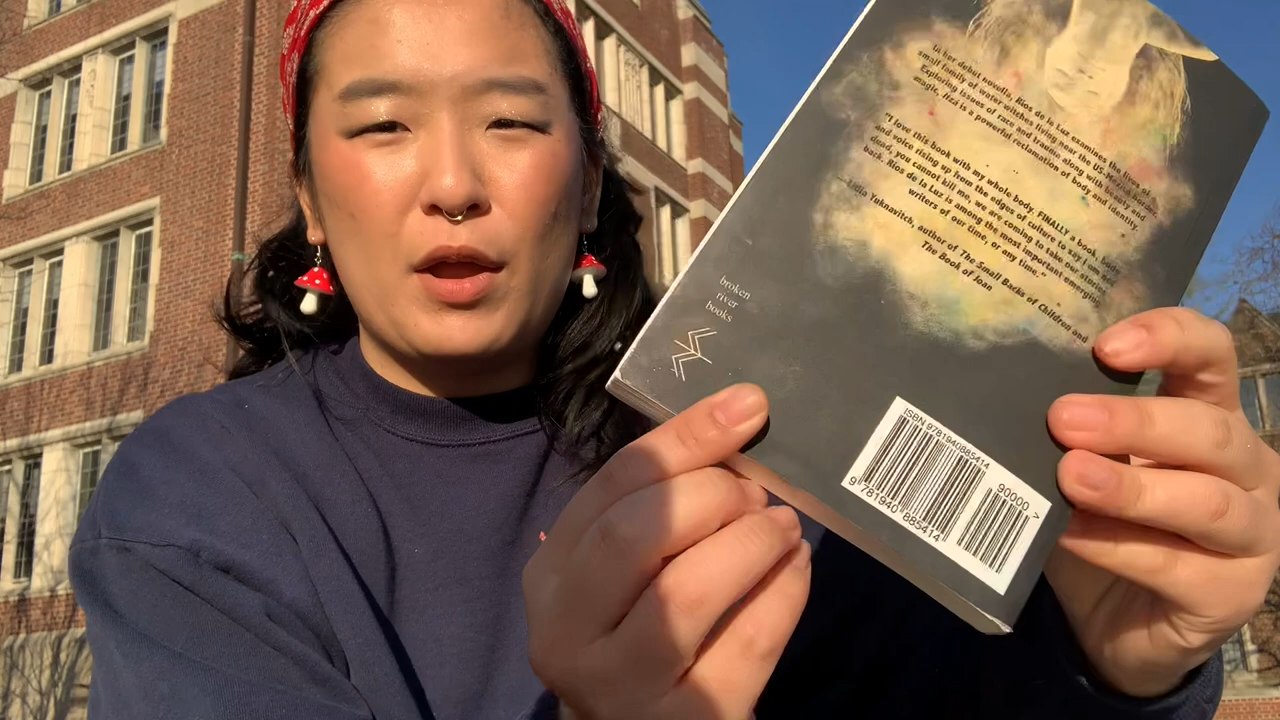 In her debut novella, Ríos de la Luz examines the lives of
small family of water witches living near the US-Mexico border.
Exploring issues of race and trauma along with beauty and
magic, Itzá is a powerful reclamation of body and identity.
"I love this book with my whole body. FINALLY a book, body,
and voice rising up from the edges of culture to say I am not
dead, you cannot kill me, we are coming to take our stories
back. Ríos de la Luz is among the most important emerging
writers of our time, or any time."
—Lidia Yuknavitch, author of The Small Backs of Children and
The Book of Joan
broken
river
books
ISBN 9781940885414
90000 >
9 781940 885414